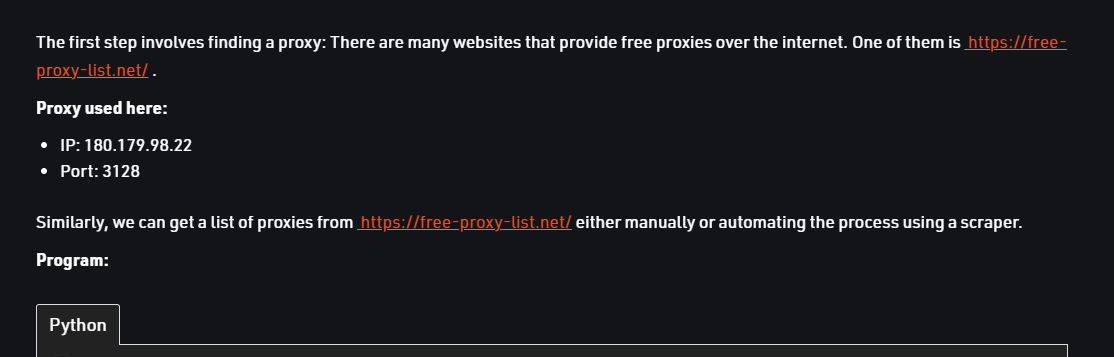 The first step involves finding a proxy: There are many websites that provide free proxies over the internet. One of them is https://free-
proxy-list.net/ .
Proxy used here:
• IP: 180.179.98.22
• Port: 3128
Similarly, we can get a list of proxies from https://free-proxy-list.net/ either manually or automating the process using a scraper.
Program:
Python